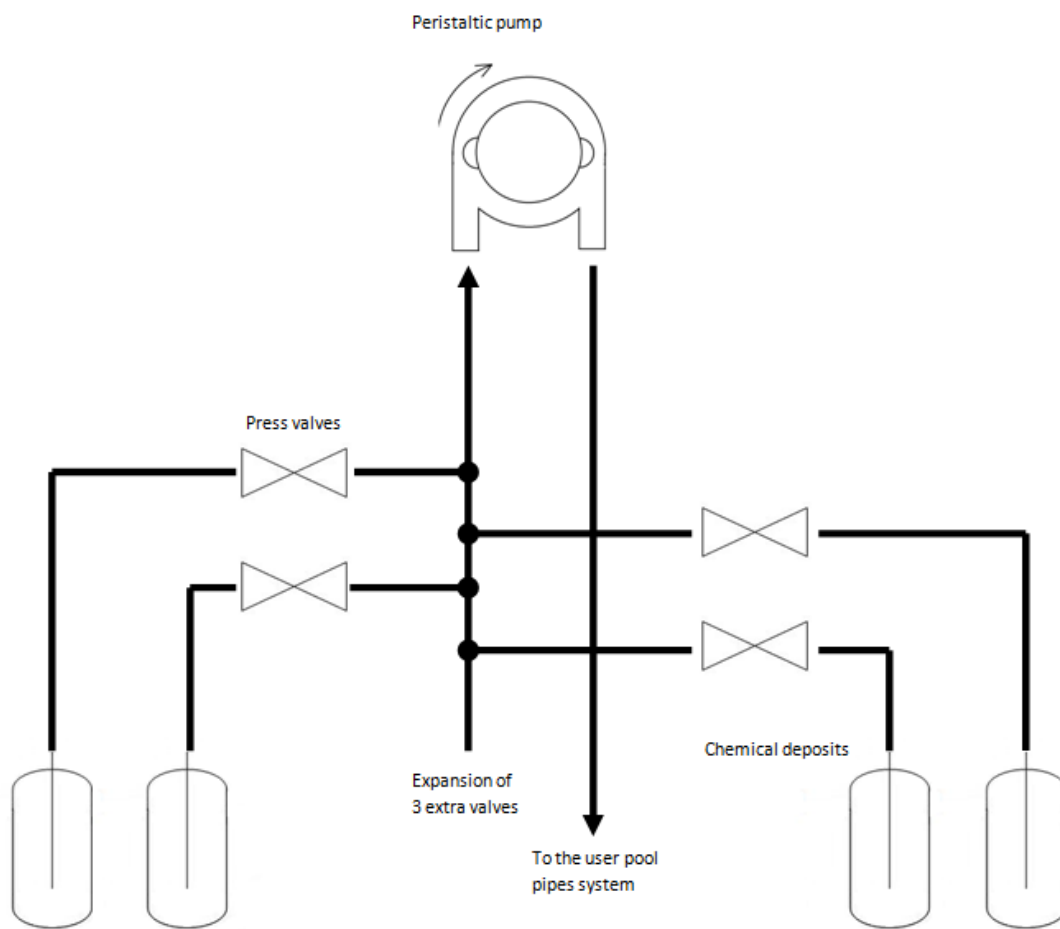 Peristaltic pump
Press valves
Chemical deposits
Expansion of
3 extra valves
To the user pool
pipes system